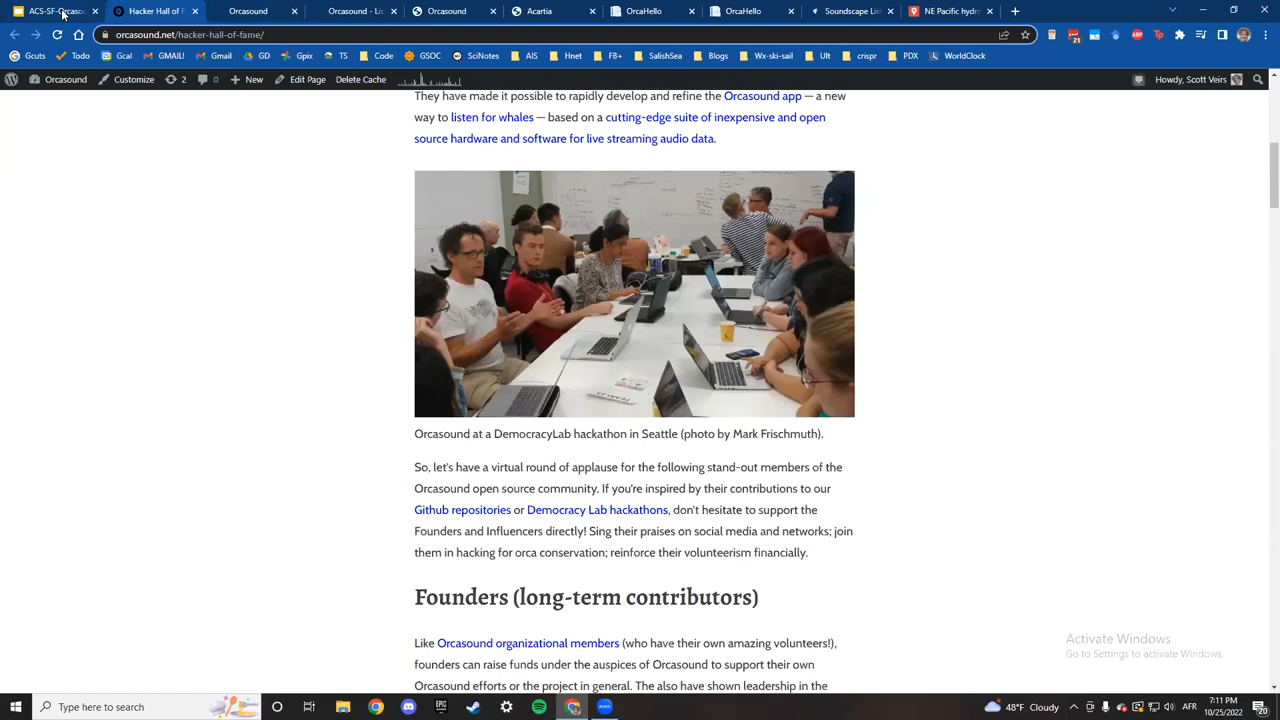 ACS-SF-Orcasou
Hacker Hall of F
Orcasound
Orcasound - Lis
Aritaria
OrcaHello
OrcaHello
Soundscape Lis
NE Pacific hydro
orcasound.net/hacker-hall-of-fame/
Guts
Todo
GMAIL!
Gdrive
GD
Gpix
TS
Code
GSOC
SciNotes
AIS
Hnet
FB+
SalishSea
Blogs
Wx-ski-sail
Ult
crispr
PDX
WorldClock
Orcasound
Customize
2
0
New
Edit Page
Delete Cache
Howdy, Scott Veirs
They have made it possible to rapidly develop and refine the Orcasound app — a new
way to listen for whales — based on a cutting-edge suite of inexpensive and open
source hardware and software for live streaming audio data.
Orcasound at a DemocracyLab hackathon in Seattle (photo by Mark Frischmuth).
So, let's have a virtual round of applause for the following stand-out members of the
Orcasound open source community. If you're inspired by their contributions to our
Github repositories or Democracy Lab hackathons, don't hesitate to support the
Founders and Influencers directly! Sing their praises on social media and networks; join
them in hacking for orca conservation; reinforce their volunteerism financially.
Founders (long-term contributors)
Like Orcasound organizational members (who have their own amazing volunteers!),
founders can raise funds under the auspices of Orcasound to support their own
Orcasound efforts or the project in general. The also have shown leadership in the
Activate Windows
Go to Settings to activate Windows.
Type here to search
48°F Cloudy
AFR
7:11 PM
10/25/2022